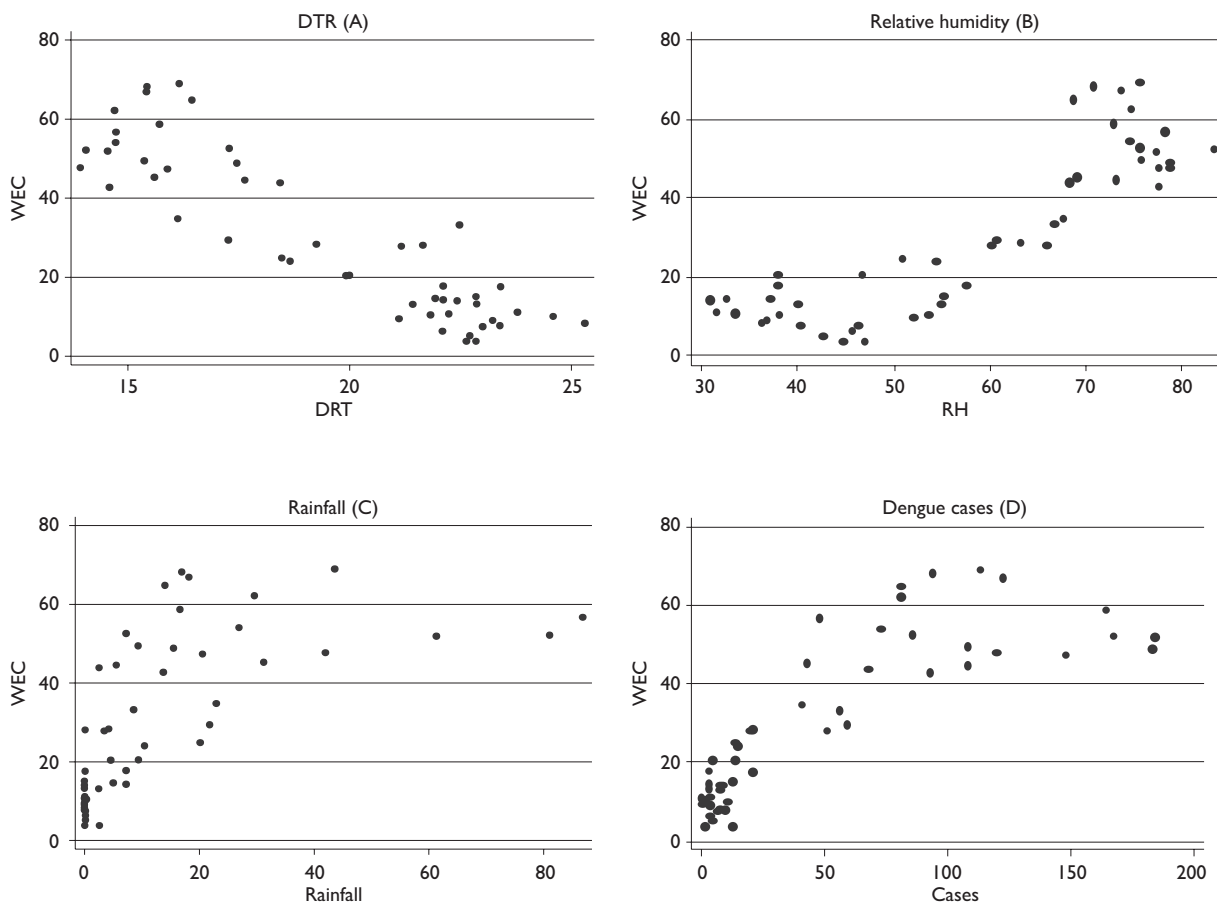 DTR (A)
80
60
40
20
0
WEC
15 20 25
DRT
Relative humidity (B)
80
60
40
20
0
WEC
30 40 50 60 70 80
RH
Rainfall (C)
80
60
40
20
0
WEC
0 20 40 60 80
Rainfall
Dengue cases (D)
80
60
40
20
0
WEC
0 50 100 150 200
Cases